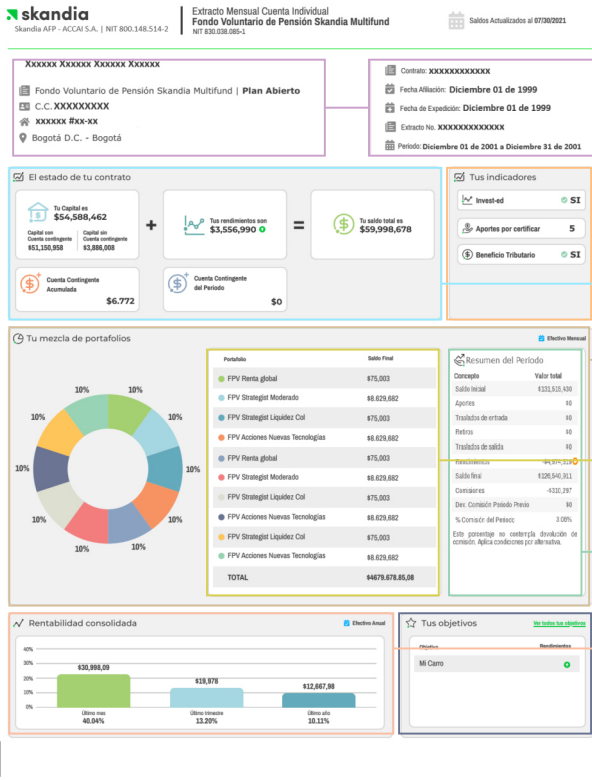 skandia
Skandia AFP - ACCAI S.A. | NIT 800.148.514-2
Extracto Mensual Cuenta Individual
Fondo Voluntario de Pensión Skandia Multifund
NIT 830.038.085-1
Saldos Actualizados al 07/30/2021
Xxxxxx Xxxxxx Xxxxxx Xxxxxx
Fondo Voluntario de Pensión Skandia Multifund | Plan Abierto
C.C. XXXXXXXXX
xxxxxx #xx-xx
Bogotá D.C. - Bogotá
Contrato: XXXXXXXXXXXX
Fecha Afiliación: Diciembre 01 de 1999
Fecha de Expedición: Diciembre 01 de 1999
Extracto No. XXXXXXXXXXXXX
Periodo: Diciembre 01 de 2001 a Diciembre 31 de 2001
El estado de tu contrato
Tu Capital es
$54,588,462
Capital con Cuenta contingente
$51,150,958
Capital sin Cuenta contingente
$3,886,008
+
Tus rendimientos son
$3,556,990
=
Tu saldo total es
$59,998,678
Cuenta Contingente Acumulada
$6.772
Cuenta Contingente del Periodo
$0
Tus indicadores
Invest-ed SI
Aportes por certificar 5
Beneficio Tributario SI
Tu mezcla de portafolios
Efectivo Mensual
10%
10%
10%
10%
10%
10%
10%
10%
10%
10%
Portafolio Saldo Final
FPV Renta global $75,003
FPV Strategist Moderado $8.629,682
FPV Strategist Liquidez Col $75,003
FPV Acciones Nuevas Tecnologías $8.629,682
FPV Renta global $75,003
FPV Strategist Moderado $8.629,682
FPV Strategist Liquidez Col $75,003
FPV Acciones Nuevas Tecnologías $8.629,682
FPV Strategist Liquidez Col $75,003
FPV Acciones Nuevas Tecnologías $8.629,682
TOTAL $4679.678.85,08
Resumen del Periodo
Concepto Valor total
Saldo Inicial $131,515,430
Aportes $0
Traslados de entrada $0
Retiros $0
Traslados de salida $0
Rendimientos
Saldo final $126,540,911
Comisiones
Dev. Comisión Periodo Previo $0
% Comisión del Periodo 3.08%
Este porcentaje no contempla devolución de
comisión. Aplica condiciones por alternativa.
Rentabilidad consolidada
Efectivo Anual
40%
30%
20%
10%
0%
$30,998,09
$19,978
$12,667,98
Último mes
40.04%
Último trimestre
13.20%
Último año
10.11%
Tus objetivos
Ver todos tus objetivos
Objetivo Rendimientos
Mi Carro